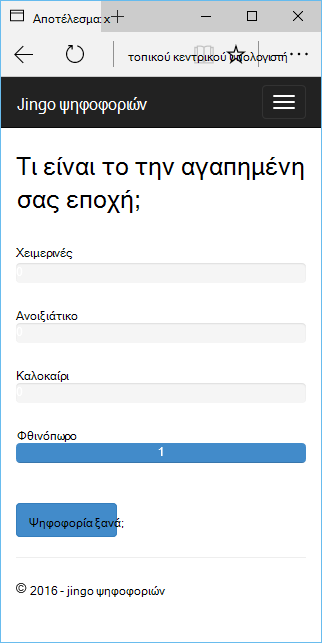 Αποτέλεσμα x
τοπικού κεντρικού υπολογιστή
Jingo ψηφοφοριών
Τι είναι το την αγαπημένη
σας εποχή;
Χειμερινές
0
Ανοιξιάτικο
0
Καλοκαίρι
0
Φθινόπωρο
1
Ψηφοφορία ξανά;
© 2016 - jingo ψηφοφοριών